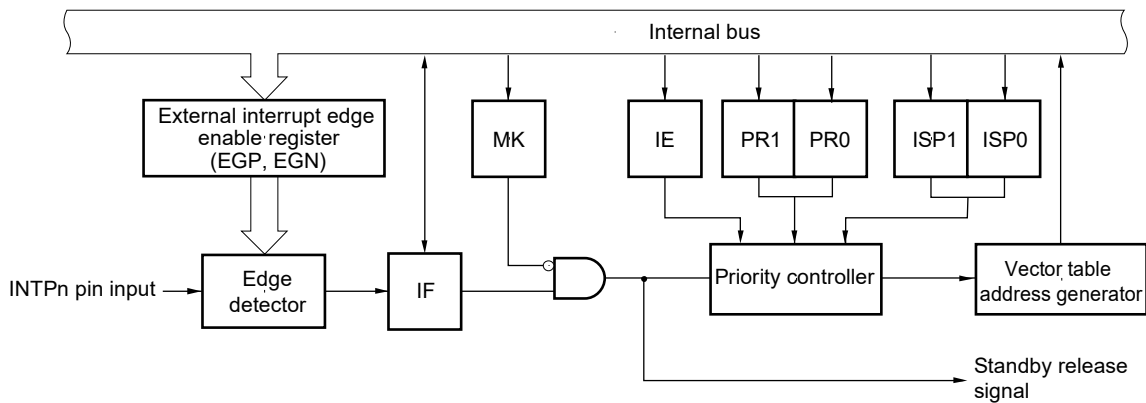 Internal bus
External interrupt edge
enable register
(EGP, EGN)
MK
IE
PR1
PR0
ISP1
ISP0
INTPn pin input
Edge
detector
IF
Priority controller
Vector table
address generator
Standby release
signal